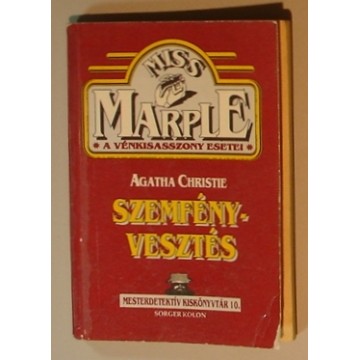 MISS
MARPLE
A VÉNKISASSZONY ESETEI
AGATHA CHRISTIE
SZEMFÉNY-
VESZTÉS
MESTERDETEKTÍV KISKÖNYVTÁR 10.
SORGER KOLON